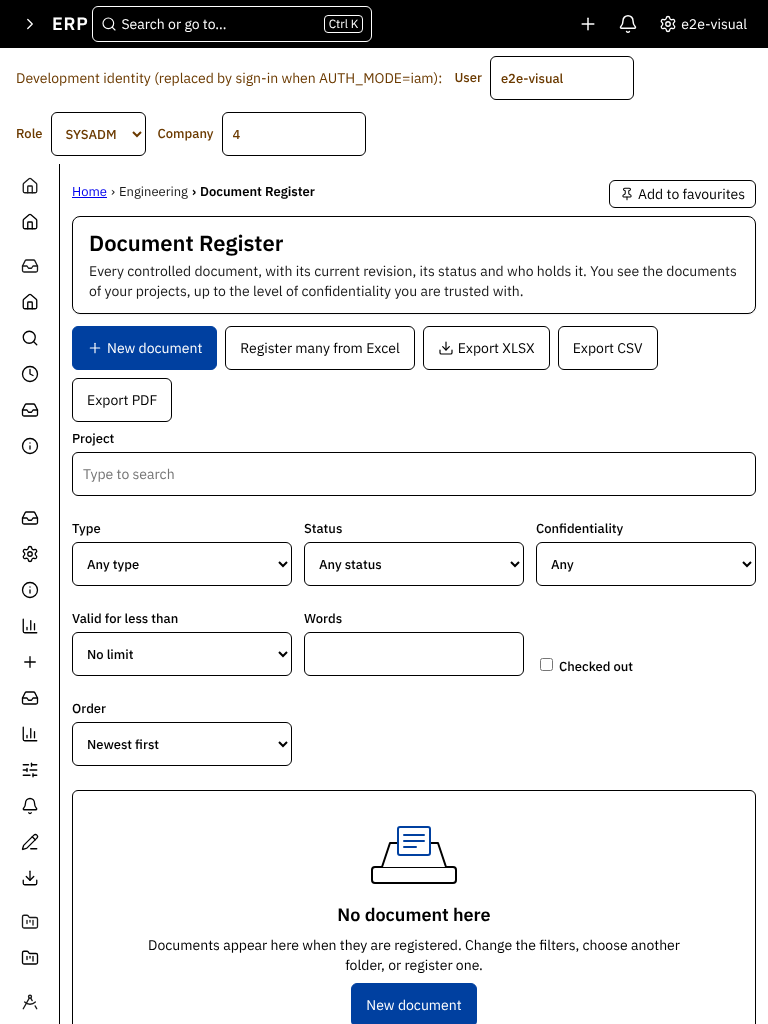 ERP Search or go to... Ctrl K e2e-visual
Development identity (replaced by sign-in when AUTH_MODE=iam): User e2e-visual
Role SYSADM Company 4
Home › Engineering › Document Register Add to favourites
Document Register
Every controlled document, with its current revision, its status and who holds it. You see the documents
of your projects, up to the level of confidentiality you are trusted with.
New document Register many from Excel Export XLSX Export CSV
Export PDF
Project
Type to search
Type Status Confidentiality
Any type Any status Any
Valid for less than Words
No limit Checked out
Order
Newest first
No document here
Documents appear here when they are registered. Change the filters, choose another
folder, or register one.
New document